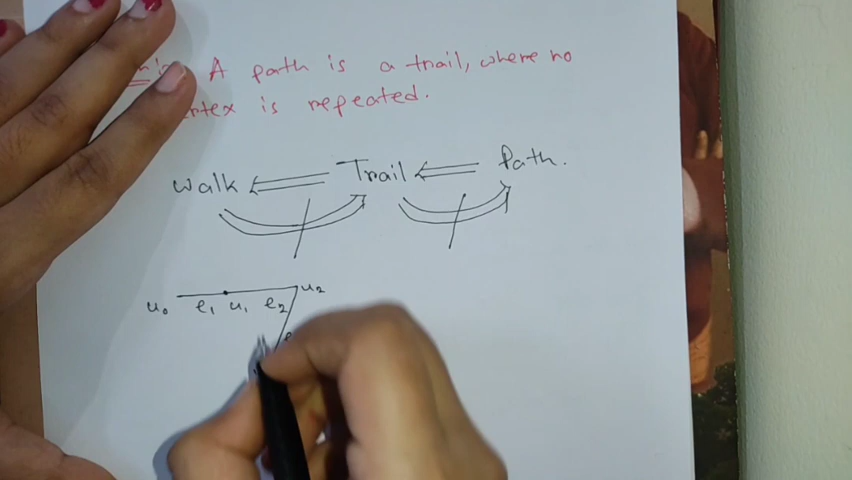 A path is a trail, where no
is repeated.
Walk ⟸ Trail ⟸ Path.
u₂
u₀ e₁ u₁ e₂